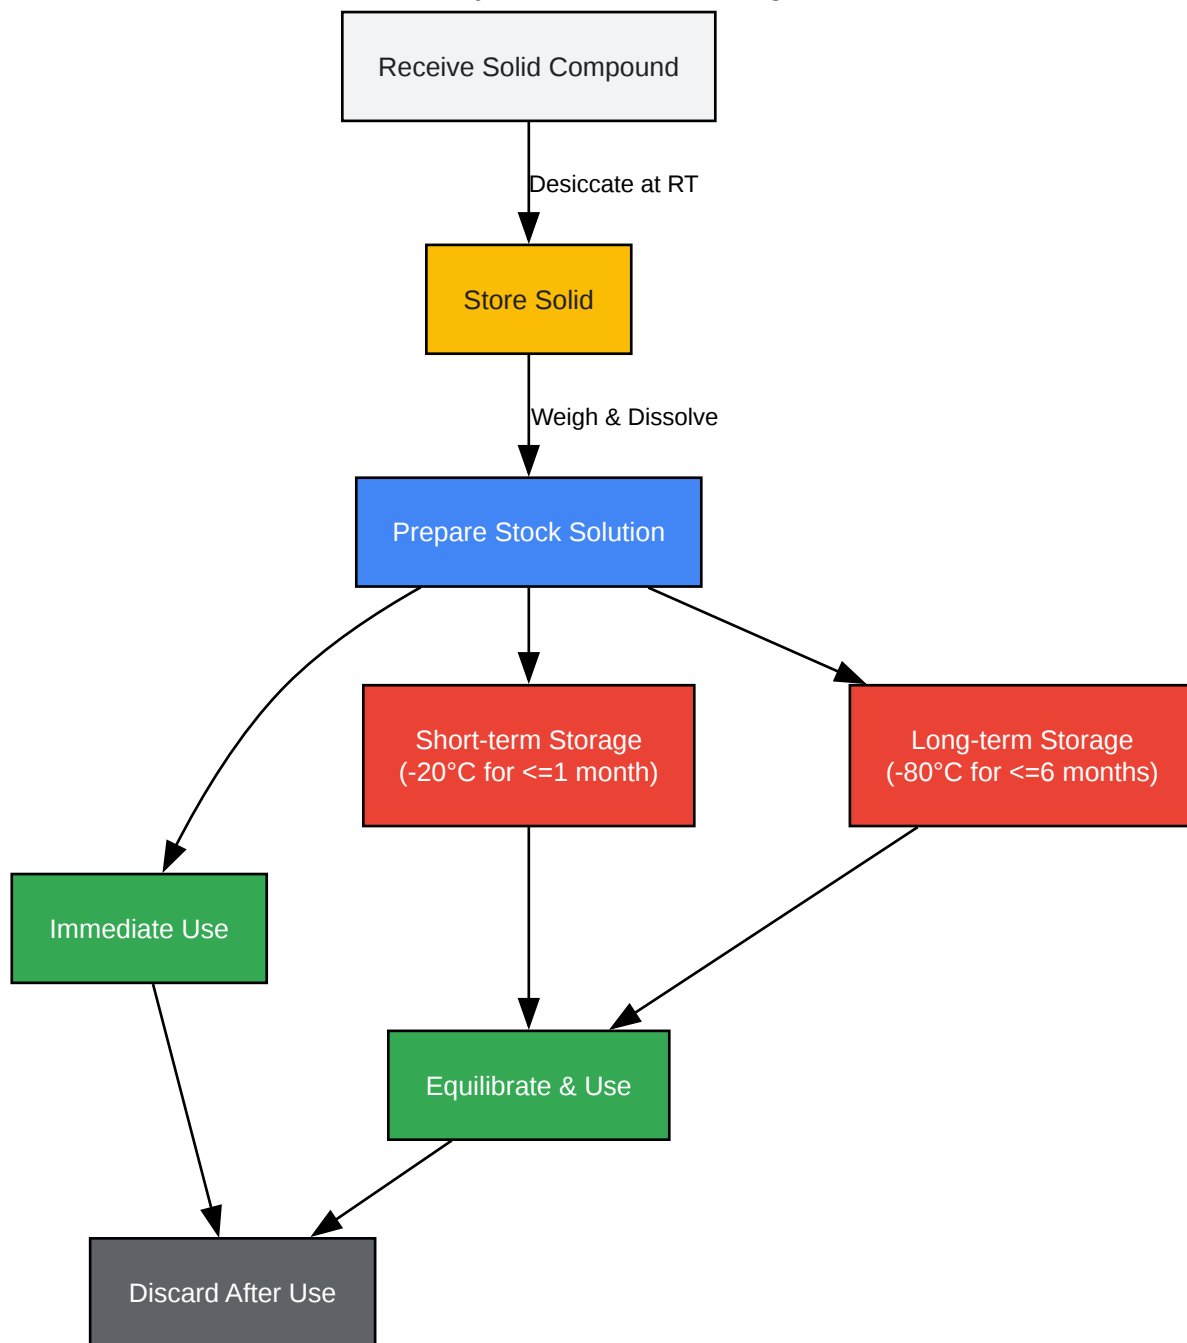 Receive Solid Compound
Desiccate at RT
Store Solid
Weigh & Dissolve
Prepare Stock Solution
Short-term Storage
(-20°C for <=1 month)
Long-term Storage
(-80°C for <=6 months)
Immediate Use
Equilibrate & Use
Discard After Use